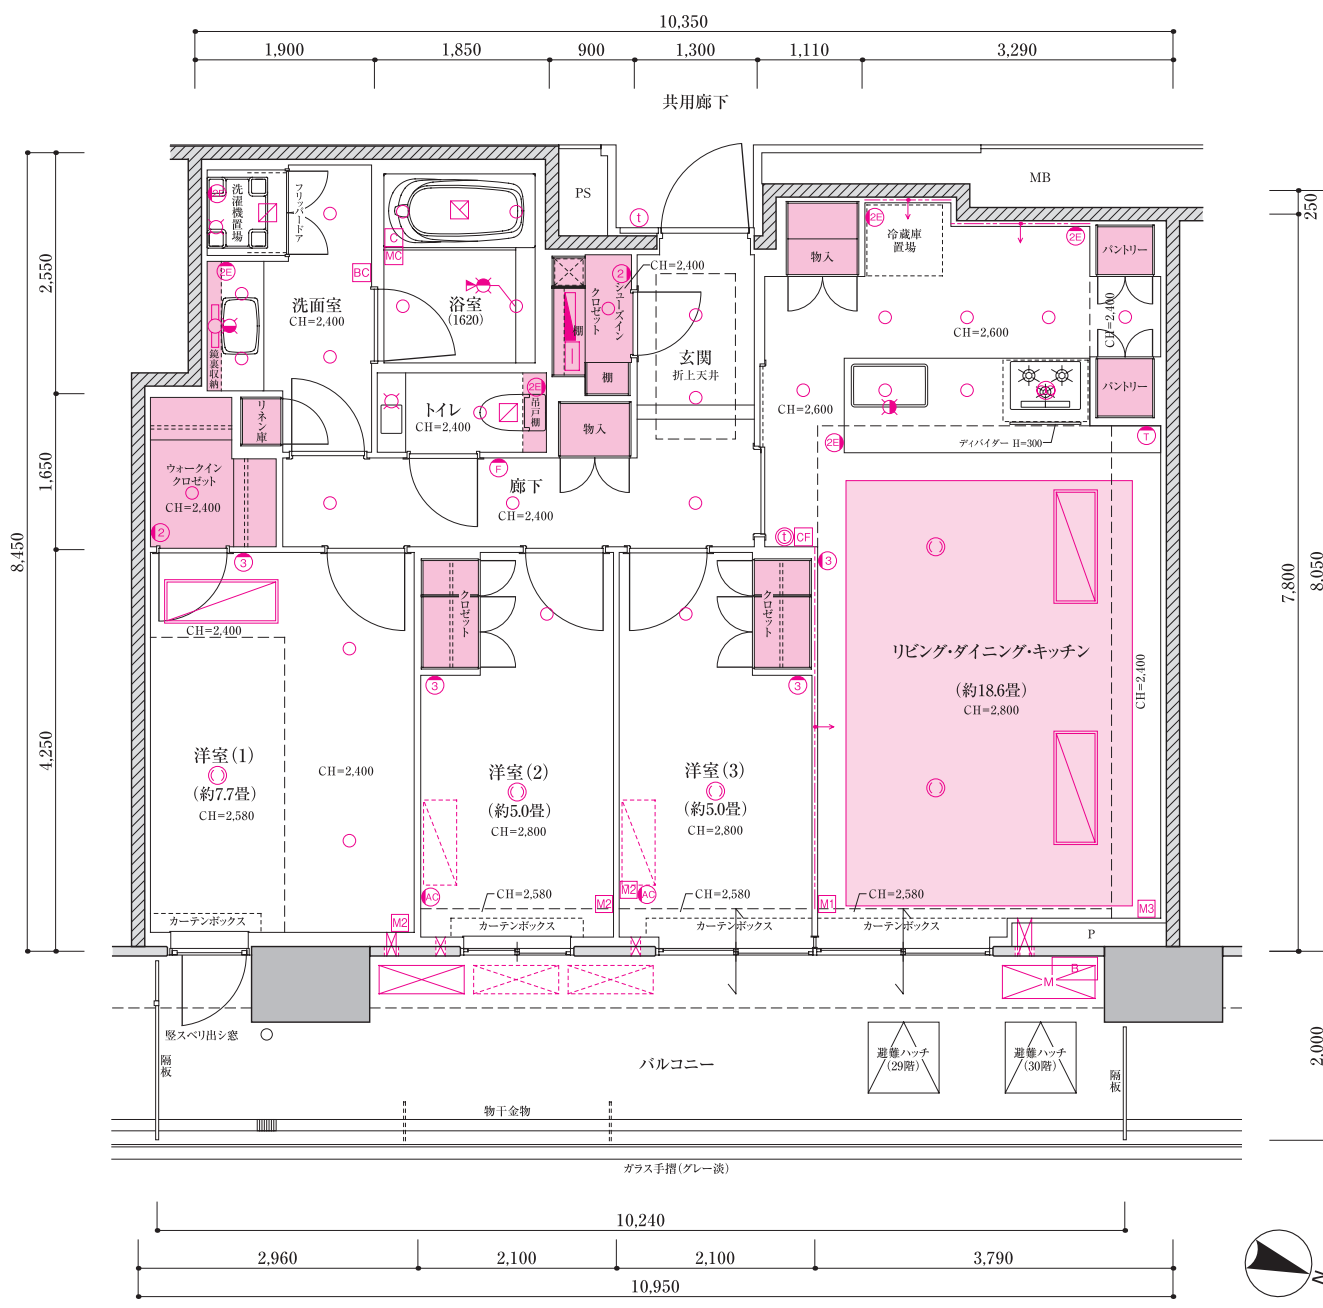 10,350
1,900
1,850
900
1,300
1,110
3,290
共用廊下
PS
MB
250
2,550
1,650
4,250
8,450
7,800
8,050
2,000
洗濯機置場
フリッパードア
2E
C
MC
BC
t
2E
冷蔵庫
置場
2E
パントリー
物入
2E
洗面室
CH=2,400
浴室
(1620)
2
シューズイン
クロゼット
CH=2,400
棚
棚
玄関
折上天井
CH=2,600
CH=2,400
鏡裏収納
トイレ
CH=2,400
2E
吊戸棚
CH=2,600
パントリー
リネン庫
物入
2E
ディバイダー H=300
T
ウォークイン
クロゼット
CH=2,400
F
廊下
CH=2,400
2
t
CF
3
3
クロゼット
クロゼット
CH=2,400
リビング・ダイニング・キッチン
(約18.6畳)
CH=2,800
CH=2,400
3
3
洋室(1)
(約7.7畳)
CH=2,580
CH=2,400
洋室(2)
(約5.0畳)
CH=2,800
洋室(3)
(約5.0畳)
CH=2,800
AC
CH=2,580
M2
M2
AC
CH=2,580
M1
CH=2,580
M3
カーテンボックス
M2
カーテンボックス
カーテンボックス
カーテンボックス
P
B
M
竪スベリ出シ窓
隔板
バルコニー
避難ハッチ
(29階)
避難ハッチ
(30階)
隔板
物干金物
ガラス手摺(グレー淡)
10,240
2,960
2,100
2,100
3,790
10,950
N